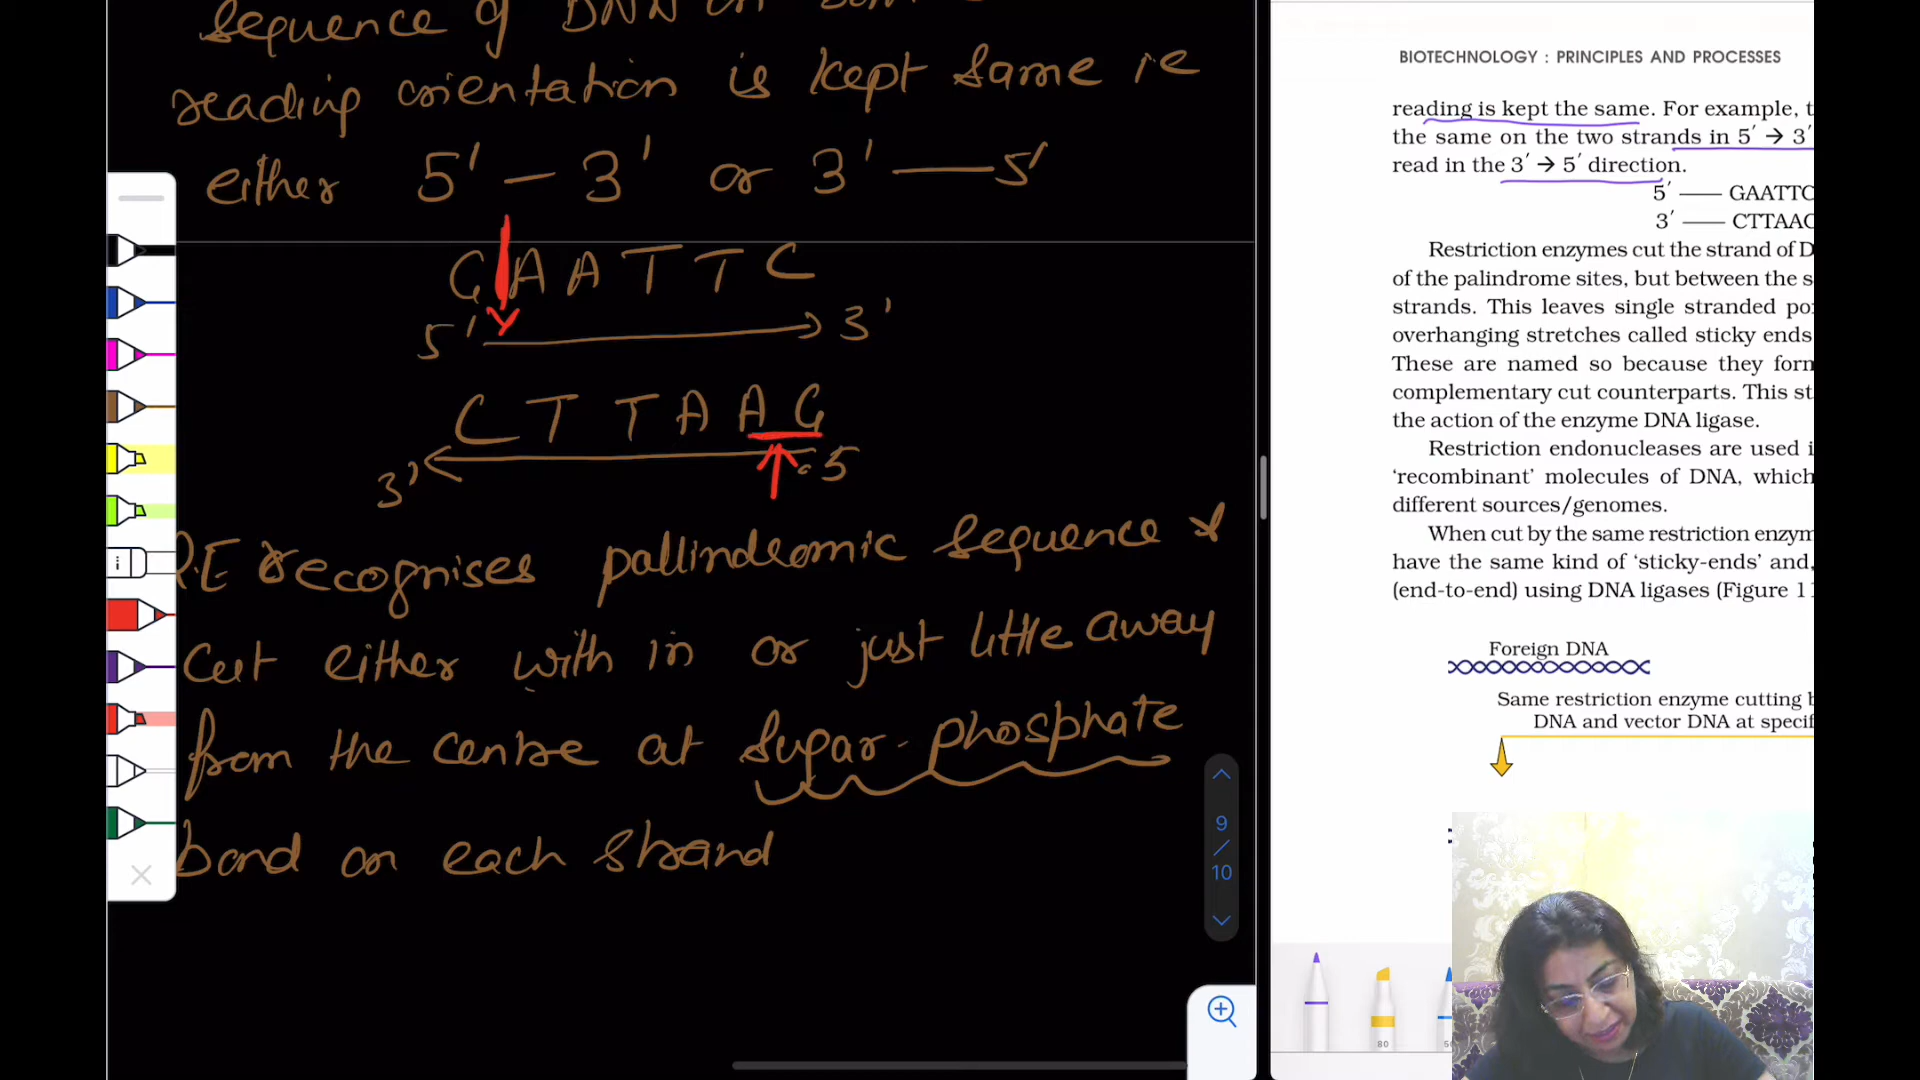 Sequence of DNA on
reading orientation is kept same ie
either 5' - 3' or 3' — 5'
G A A T T C
5' 3'
C T T A A G
3' 5
R.E recognises pallindromic sequence &
Cut either with in or just little away
from the centre at Sugar-phosphate
bond on each strand
9
/
10
BIOTECHNOLOGY : PRINCIPLES AND PROCESSES
reading is kept the same. For example, t
the same on the two strands in 5′ → 3′
read in the 3′ → 5′ direction.
5′ —— GAATTC
3′ —— CTTAAG
Restriction enzymes cut the strand of D
of the palindrome sites, but between the s
strands. This leaves single stranded po
overhanging stretches called sticky ends
These are named so because they form
complementary cut counterparts. This st
the action of the enzyme DNA ligase.
Restriction endonucleases are used i
‘recombinant’ molecules of DNA, which
different sources/genomes.
When cut by the same restriction enzym
have the same kind of ‘sticky-ends’ and,
(end-to-end) using DNA ligases (Figure 11
Foreign DNA
Same restriction enzyme cutting b
DNA and vector DNA at specif
80